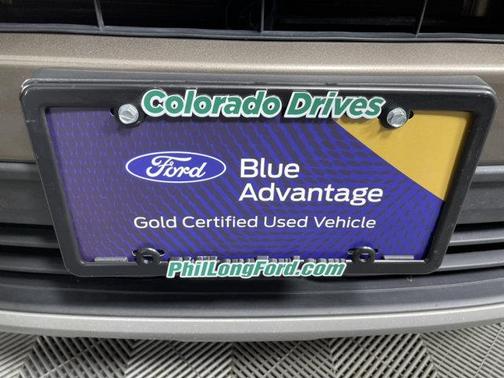 Colorado Drives
Ford
Blue
Advantage
Gold Certified Used Vehicle
PhilLongFord.com